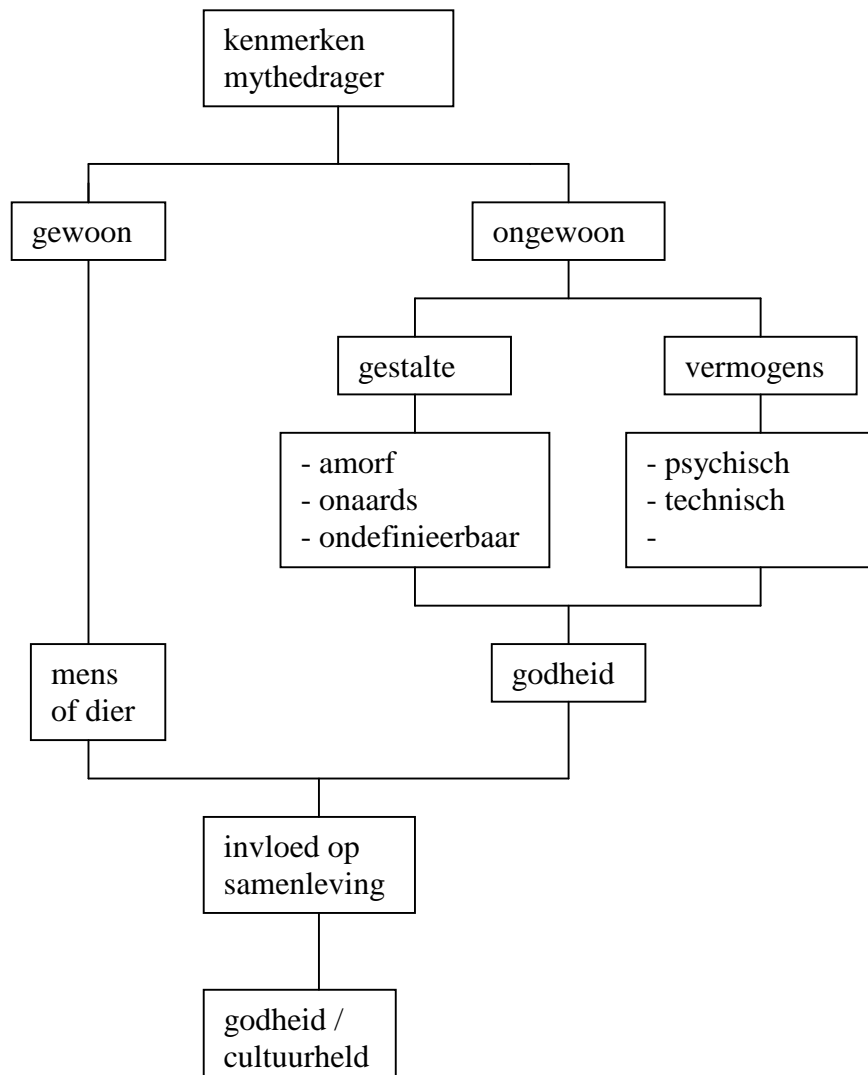 kenmerken
mythedrager
gewoon
ongewoon
gestalte
vermogens
- amorf
- onaards
- ondefinieerbaar
- psychisch
- technisch
-
mens
of dier
godheid
invloed op
samenleving
godheid /
cultuurheld